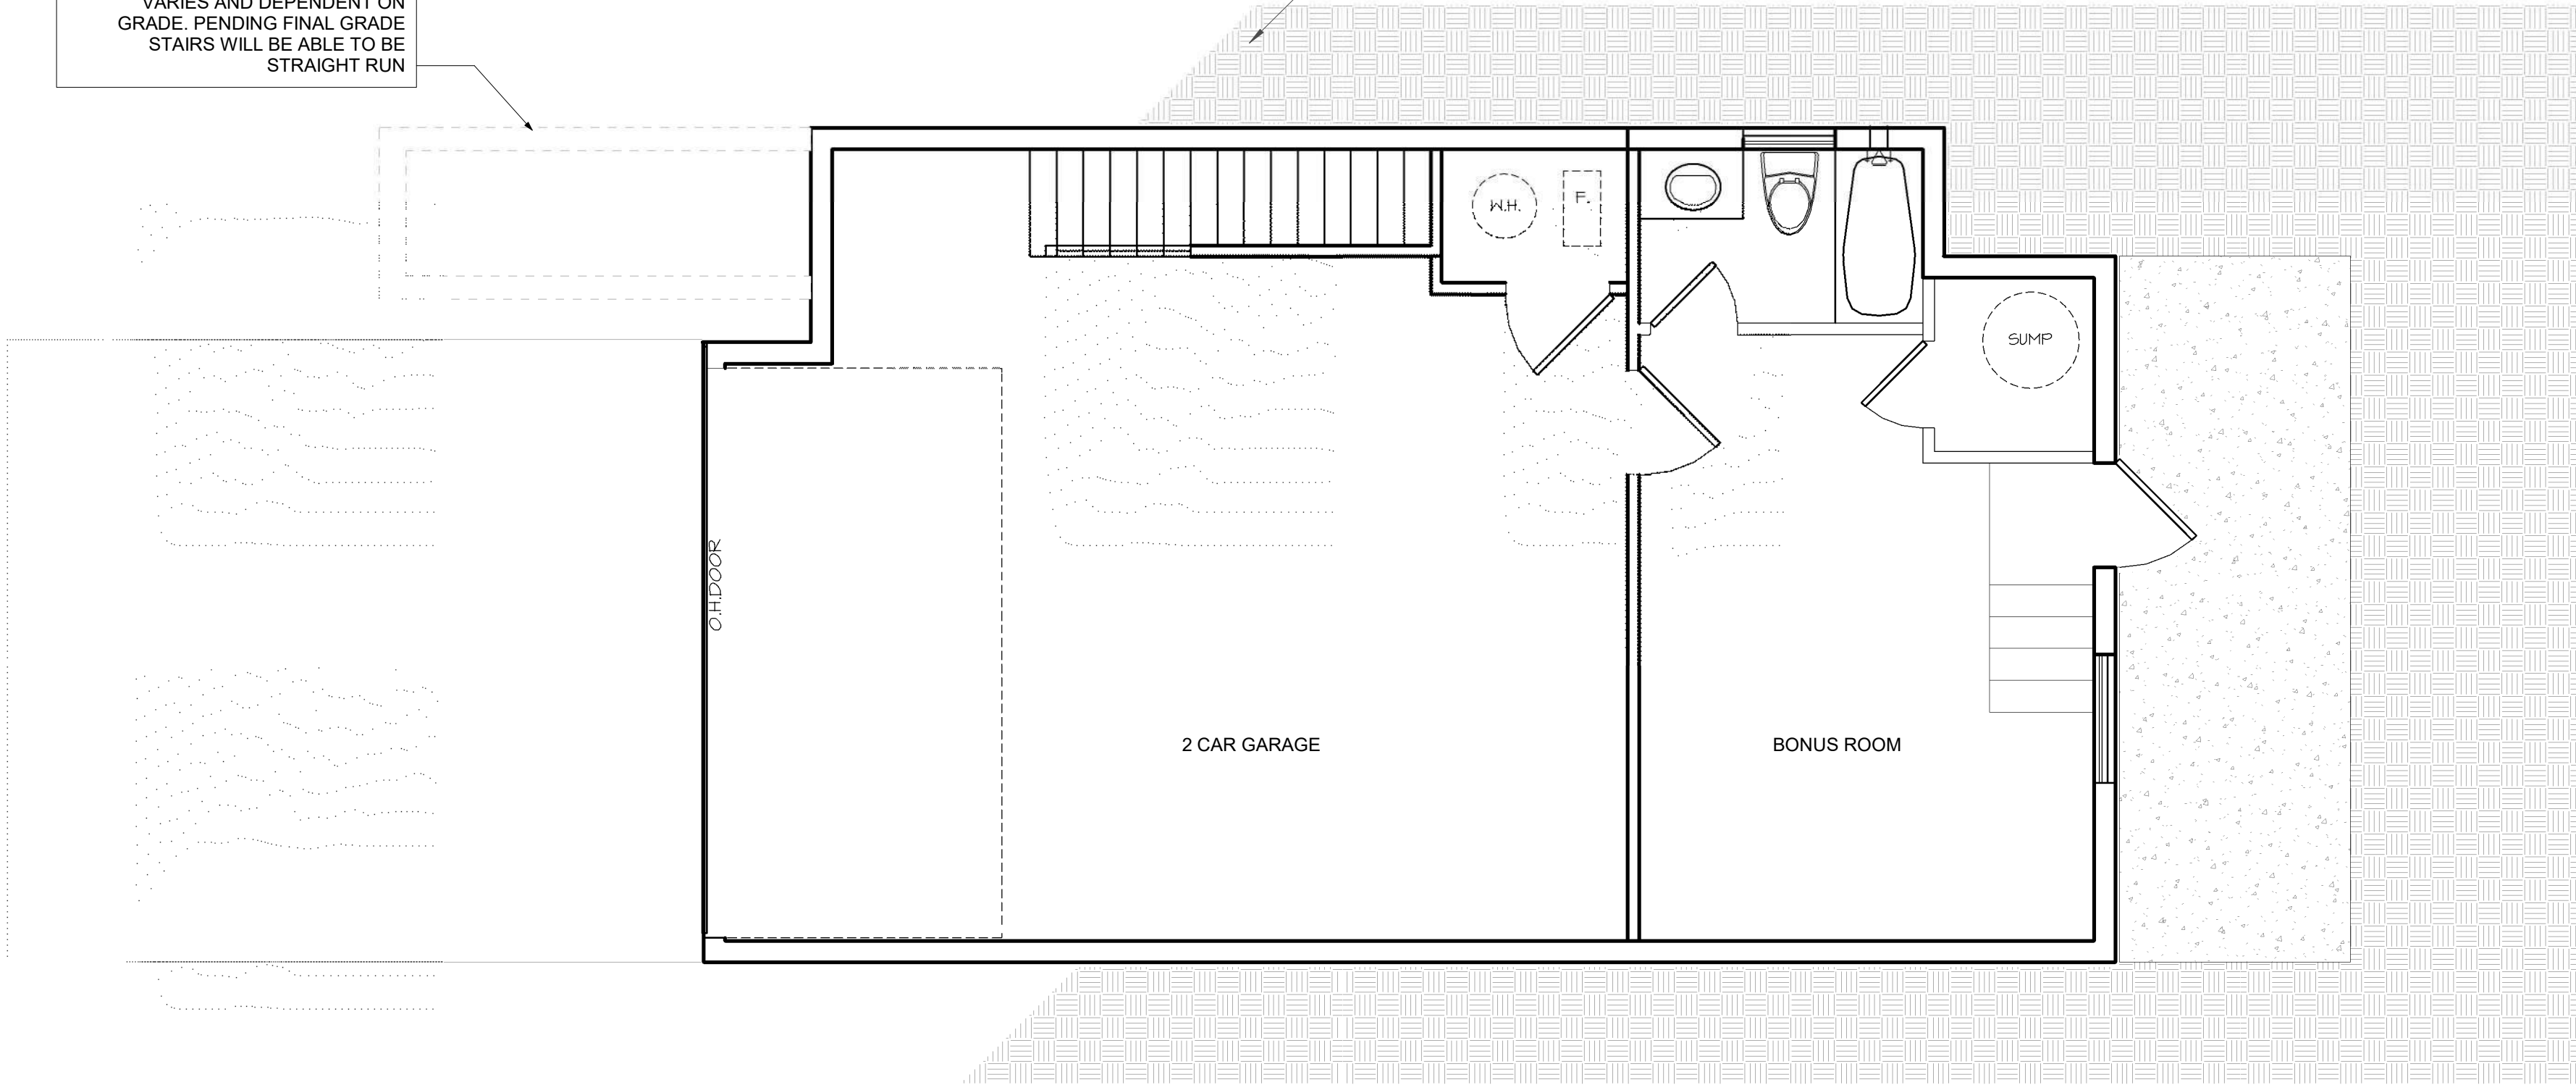 VARIES AND DEPENDENT ON
GRADE. PENDING FINAL GRADE
STAIRS WILL BE ABLE TO BE
STRAIGHT RUN
W.H.
F.
SUMP
O.H.DOOR
2 CAR GARAGE
BONUS ROOM